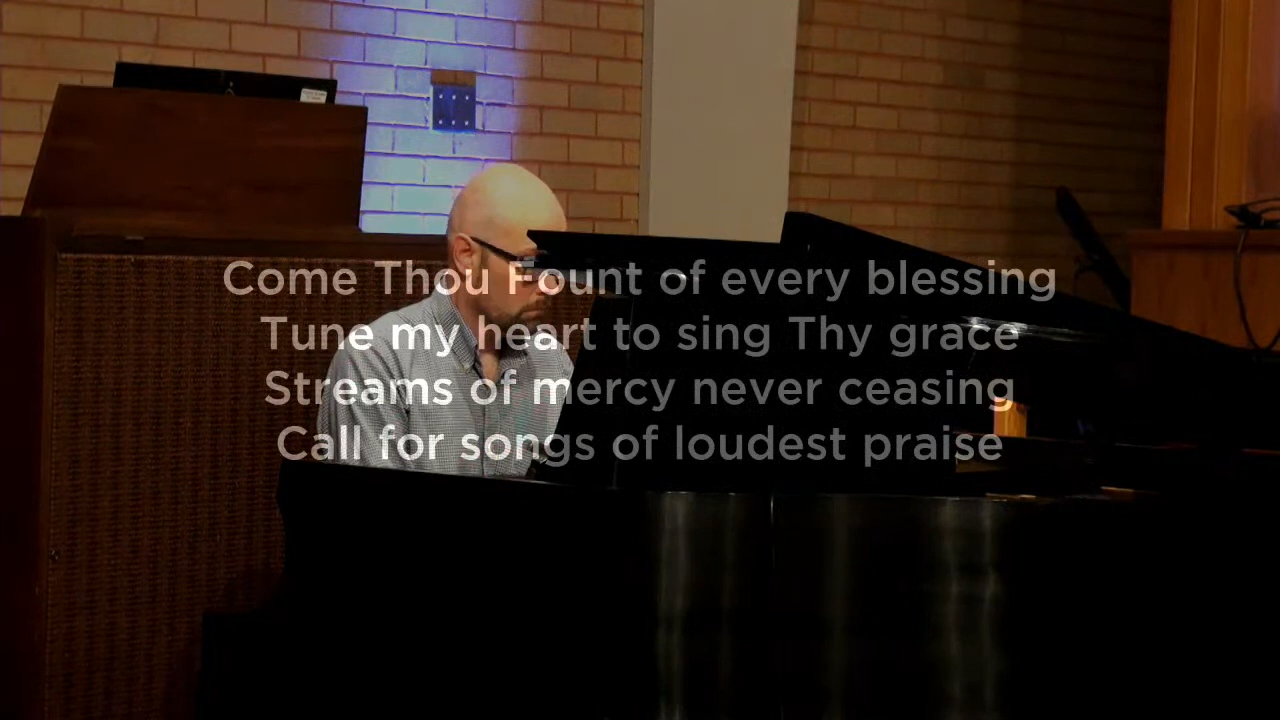 Come Thou Fount of every blessing
Tune my heart to sing Thy grace
Streams of mercy never ceasing
Call for songs of loudest praise